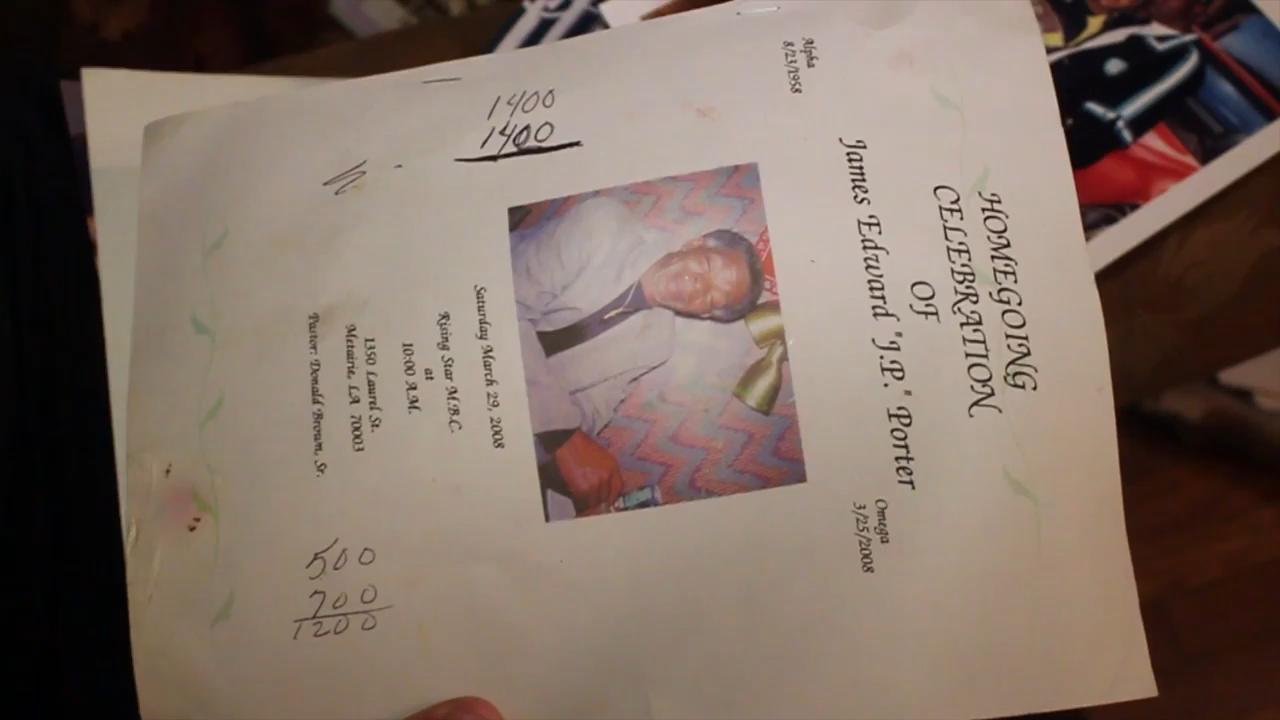 HOMEGOING
CELEBRATION
OF
James Edward "J.P." Porter
Alpha
8/23/1958
Omega
3/25/2008
Saturday March 29, 2008
Rising Star M.B.C.
at
10:00 A.M.
1350 Laurel St.
Metairie, LA 70003
Pastor: Donald Brown, Sr.
1400
1400
500
700
1200